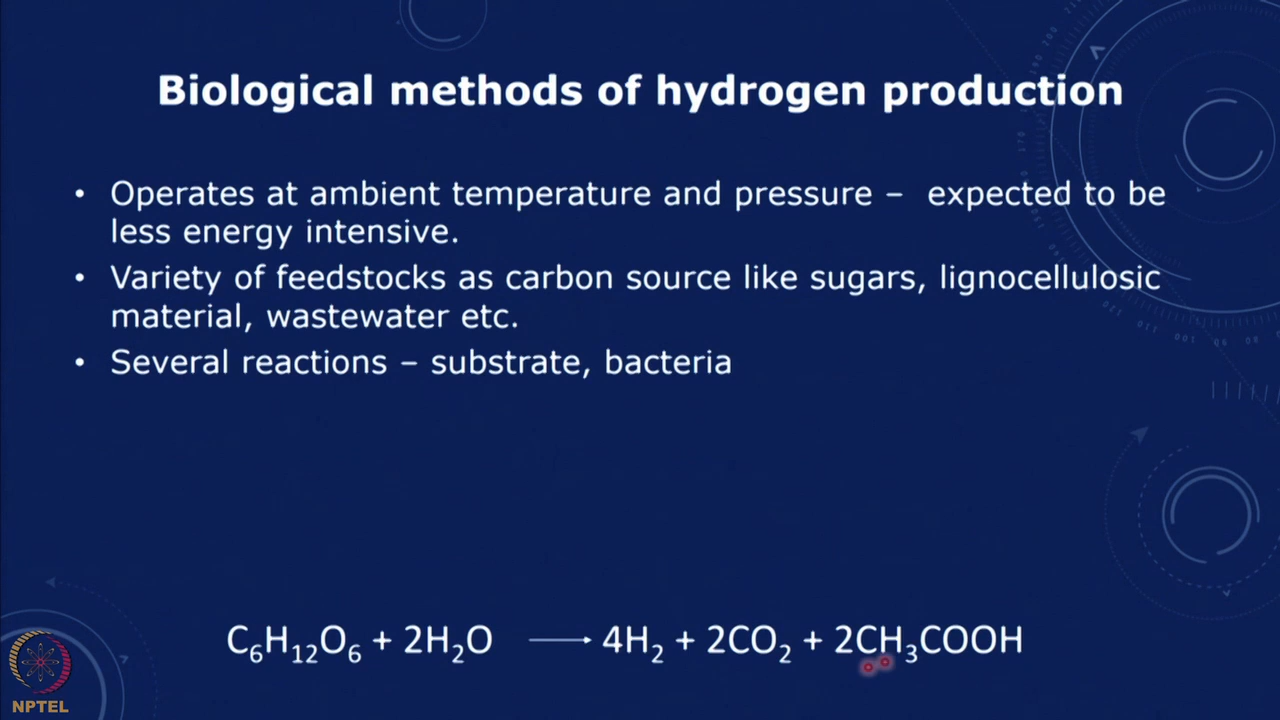 Biological methods of hydrogen production
• Operates at ambient temperature and pressure – expected to be
less energy intensive.
• Variety of feedstocks as carbon source like sugars, lignocellulosic
material, wastewater etc.
• Several reactions – substrate, bacteria
C₆H₁₂O₆ + 2H₂O ⟶ 4H₂ + 2CO₂ + 2CH₃COOH
NPTEL